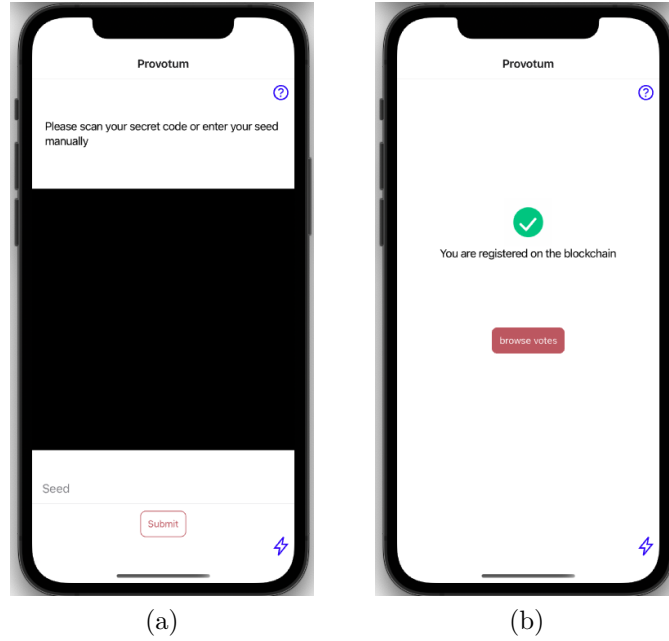 Provotum
Please scan your secret code or enter your seed
manually
Seed
Submit
(a)
Provotum
You are registered on the blockchain
browse votes
(b)